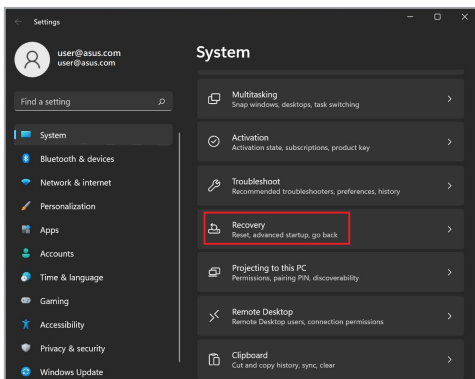 Settings
user@asus.com
user@asus.com
Find a setting
System
Bluetooth & devices
Network & internet
Personalization
Apps
Accounts
Time & language
Gaming
Accessibility
Privacy & security
Windows Update
System
Multitasking
Snap windows, desktops, task switching
Activation
Activation state, subscriptions, product key
Troubleshoot
Recommended troubleshooters, preferences, history
Recovery
Reset, advanced startup, go back
Projecting to this PC
Permissions, pairing PIN, discoverability
Remote Desktop
Remote Desktop users, connection permissions
Clipboard
Cut and copy history, sync, clear